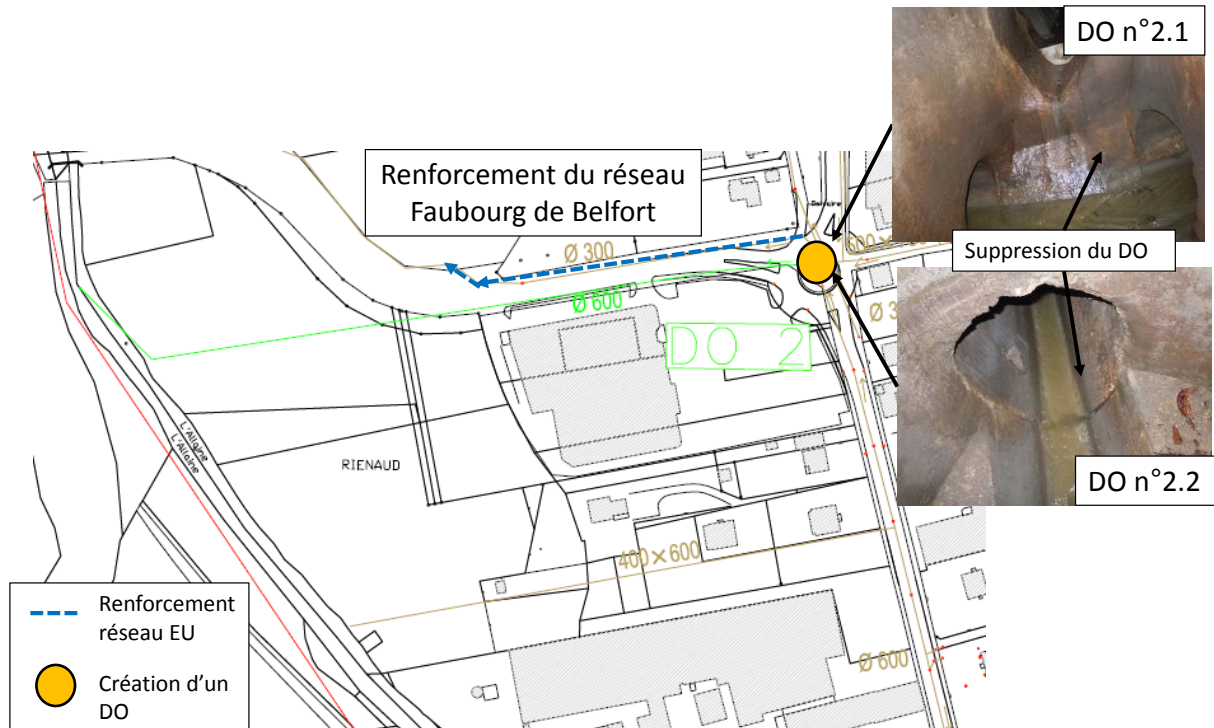 DO n°2.1
Renforcement du réseau
Faubourg de Belfort
Suppression du DO
Ø 300
Ø 600
DO 2
DO n°2.2
L'Allaine
L'Allaine
RIENAUD
400×600
Ø 600
Renforcement
réseau EU
Création d'un
DO